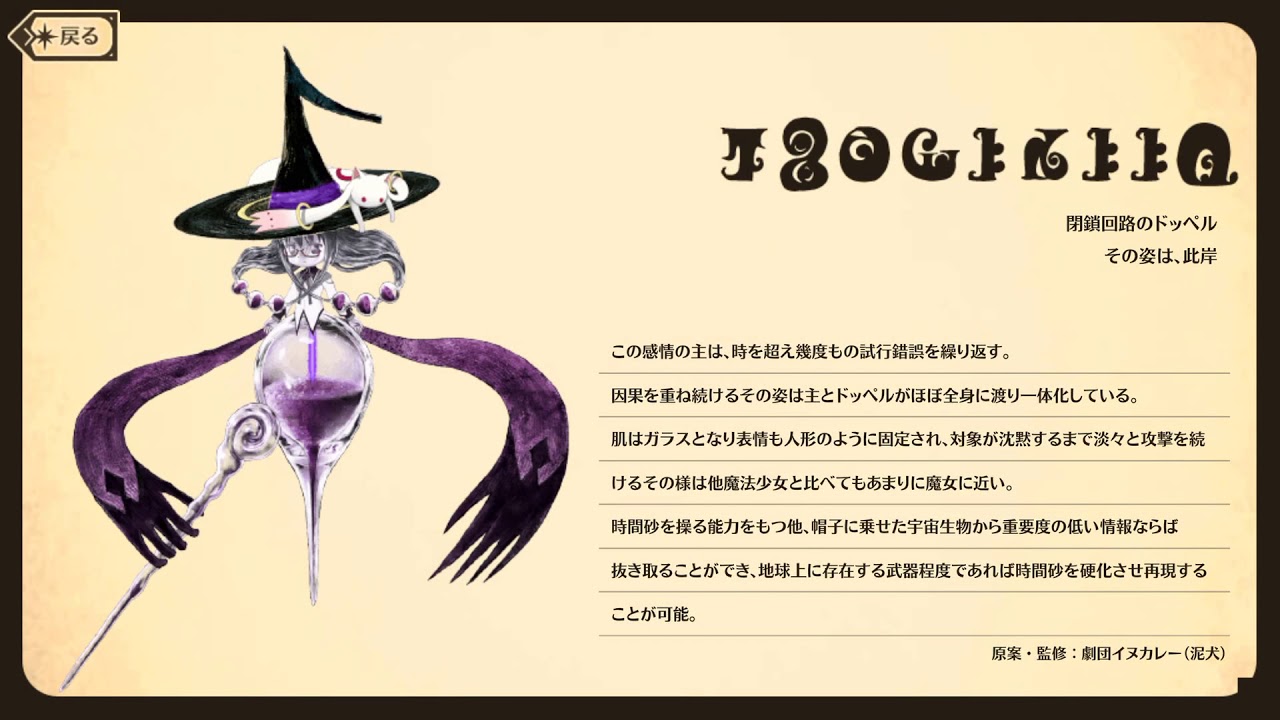 戻る
閉鎖回路のドッペル
その姿は、此岸
この感情の主は、時を超え幾度もの試行錯誤を繰り返す。
因果を重ね続けるその姿は主とドッペルがほぼ全身に渡り一体化している。
肌はガラスとなり表情も人形のように固定され、対象が沈黙するまで淡々と攻撃を続
けるその様は他魔法少女と比べてもあまりに魔女に近い。
時間砂を操る能力をもつ他、帽子に乗せた宇宙生物から重要度の低い情報ならば
抜き取ることができ、地球上に存在する武器程度であれば時間砂を硬化させ再現する
ことが可能。
原案・監修：劇団イヌカレー（泥犬）